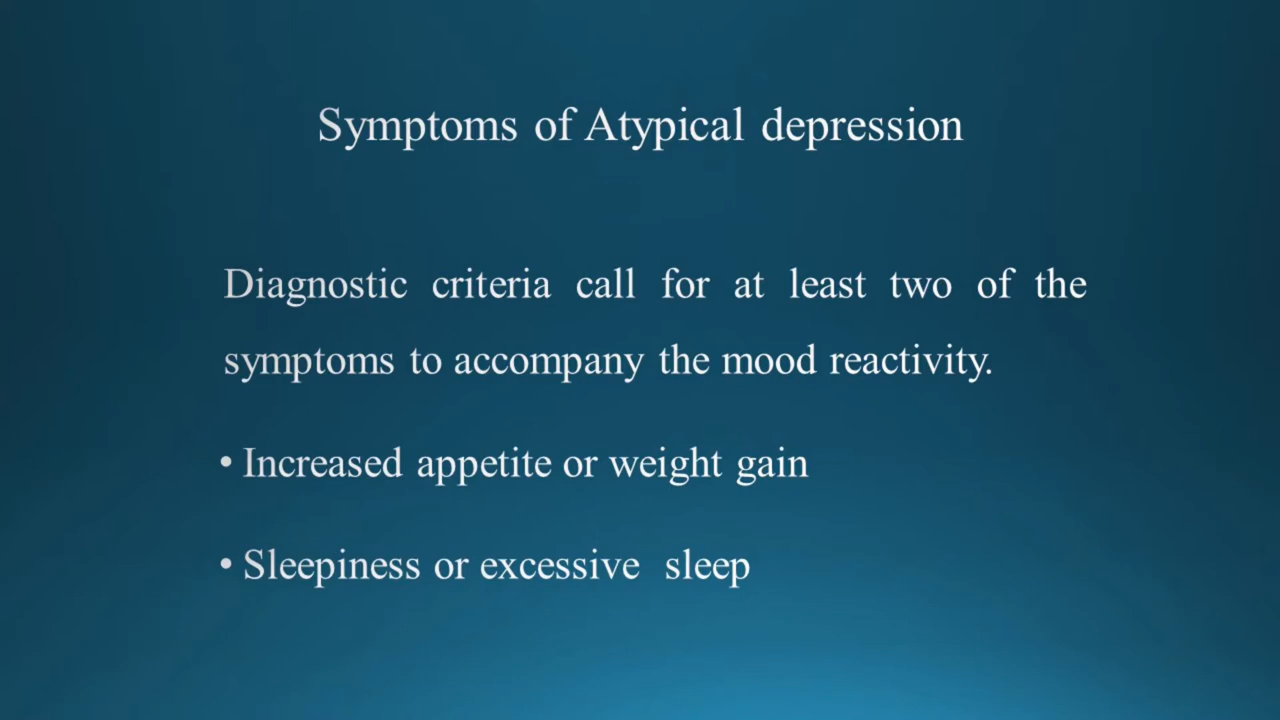 Symptoms of Atypical depression
Diagnostic criteria call for at least two of the
symptoms to accompany the mood reactivity.
• Increased appetite or weight gain
• Sleepiness or excessive sleep